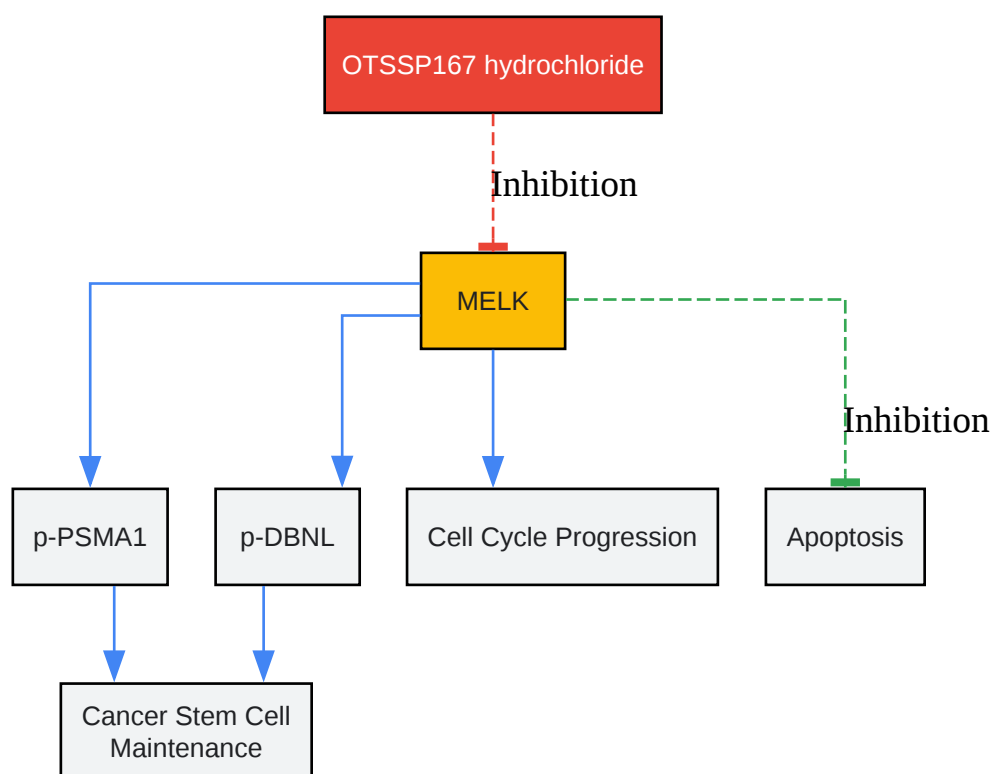 OTSSP167 hydrochloride
Inhibition
MELK
Inhibition
p-PSMA1
p-DBNL
Cell Cycle Progression
Apoptosis
Cancer Stem Cell
Maintenance